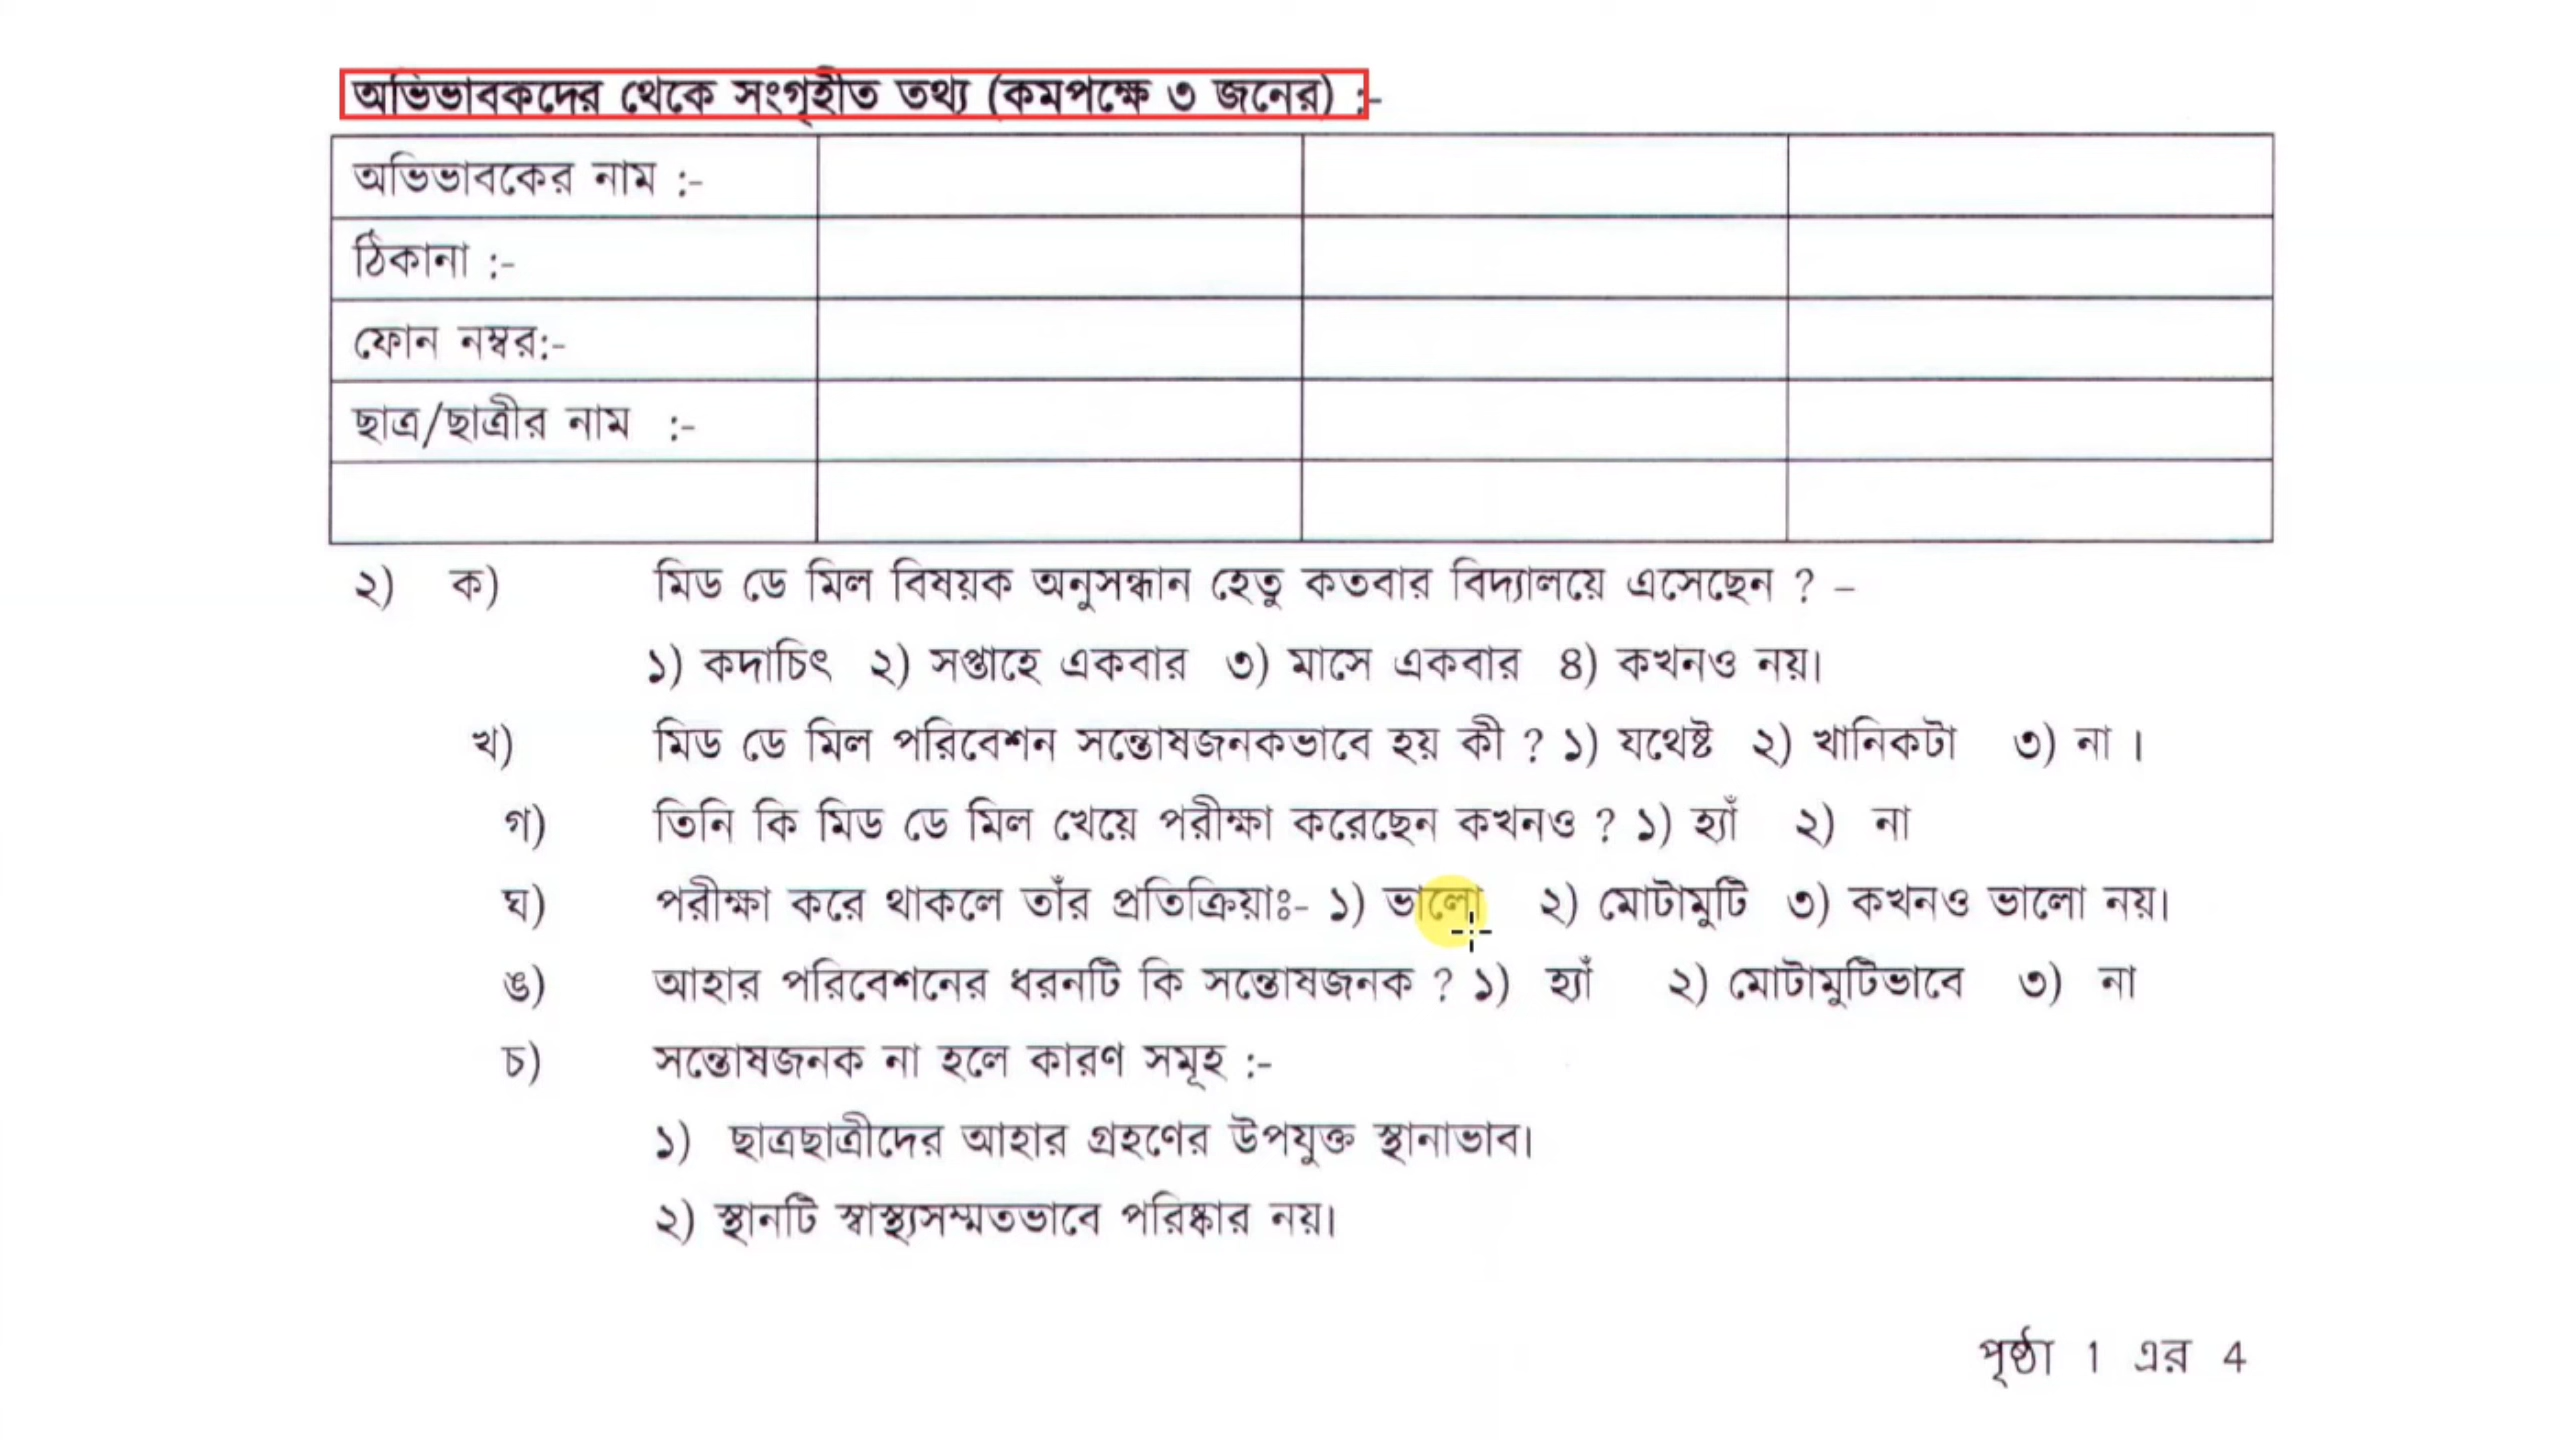 অভিভাবকদের থেকে সংগৃহীত তথ্য (কমপক্ষে ৩ জনের) :-
অভিভাবকের নাম :-
ঠিকানা :-
ফোন নম্বর:-
ছাত্র/ছাত্রীর নাম :-
২) ক) মিড ডে মিল বিষয়ক অনুসন্ধান হেতু কতবার বিদ্যালয়ে এসেছেন ? –
১) কদাচিৎ ২) সপ্তাহে একবার ৩) মাসে একবার ৪) কখনও নয়।
খ) মিড ডে মিল পরিবেশন সন্তোষজনকভাবে হয় কী ? ১) যথেষ্ট ২) খানিকটা ৩) না ।
গ) তিনি কি মিড ডে মিল খেয়ে পরীক্ষা করেছেন কখনও ? ১) হ্যাঁ ২) না
ঘ) পরীক্ষা করে থাকলে তাঁর প্রতিক্রিয়াঃ- ১) ভালো ২) মোটামুটি ৩) কখনও ভালো নয়।
ঙ) আহার পরিবেশনের ধরনটি কি সন্তোষজনক ? ১) হ্যাঁ ২) মোটামুটিভাবে ৩) না
চ) সন্তোষজনক না হলে কারণ সমূহ :-
১) ছাত্রছাত্রীদের আহার গ্রহণের উপযুক্ত স্থানাভাব।
২) স্থানটি স্বাস্থ্যসম্মতভাবে পরিষ্কার নয়।
পৃষ্ঠা 1 এর 4